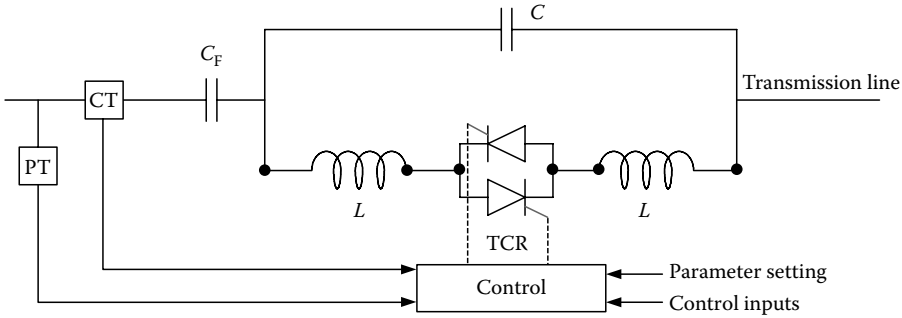 C
C_F
Transmission line
CT
PT
L
L
TCR
Control
Parameter setting
Control inputs